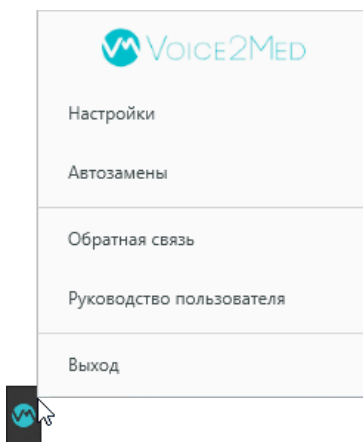 VOICE2MED
Настройки
Автозамены
Обратная связь
Руководство пользователя
Выход